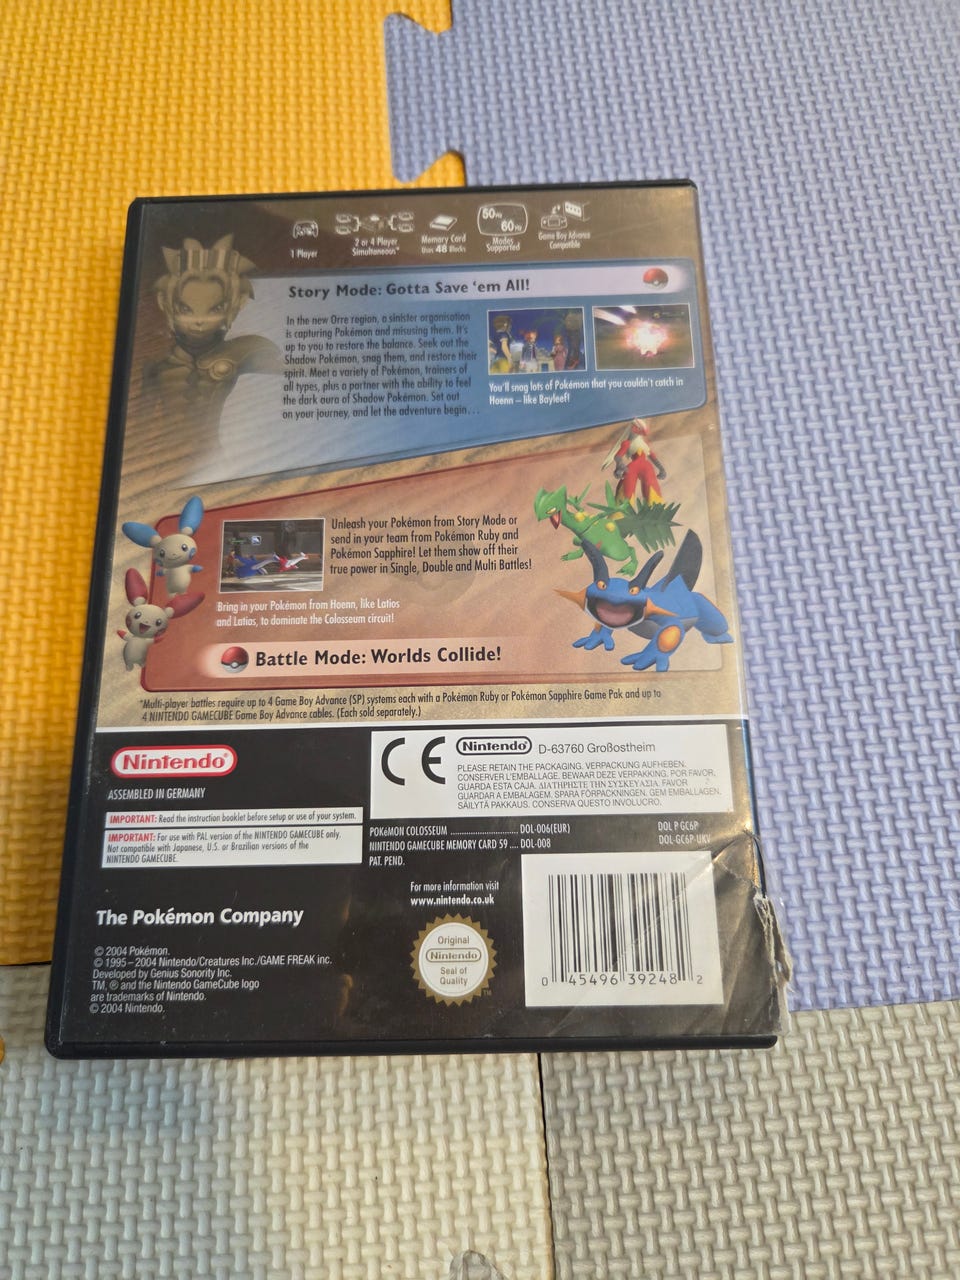 1 Player
2 or 4 Player
Simultaneous*
Memory Card
48 Blocks
50Hz
60Hz
Modes
Supported
Game Boy Advance
Compatible
Story Mode: Gotta Save 'em All!
In the new Orre region, a sinister organisation
is capturing Pokémon and misusing them. It's
up to you to restore the balance. Seek out the
Shadow Pokémon, snag them, and restore their
spirit. Meet a variety of Pokémon, trainers of
all types, plus a partner with the ability to feel
the dark aura of Shadow Pokémon. Set out
on your journey, and let the adventure begin...
You'll snag lots of Pokémon that you couldn't catch in
Hoenn – like Bayleef!
Unleash your Pokémon from Story Mode or
send in your team from Pokémon Ruby and
Pokémon Sapphire! Let them show off their
true power in Single, Double and Multi Battles!
Bring in your Pokémon from Hoenn, like Latios
and Latias, to dominate the Colosseum circuit!
Battle Mode: Worlds Collide!
*Multi-player battles require up to 4 Game Boy Advance (SP) systems each with a Pokémon Ruby or Pokémon Sapphire Game Pak and up to
4 NINTENDO GAMECUBE Game Boy Advance cables. (Each sold separately.)
Nintendo®
ASSEMBLED IN GERMANY
IMPORTANT: Read the instruction booklet before setup or use of your system.
IMPORTANT: For use with PAL version of the NINTENDO GAMECUBE only.
Not compatible with Japanese, U.S. or Brazilian versions of the
NINTENDO GAMECUBE.
CE Nintendo® D-63760 Großostheim
PLEASE RETAIN THE PACKAGING. VERPACKUNG AUFHEBEN.
CONSERVER L'EMBALLAGE. BEWAAR DEZE VERPAKKING. POR FAVOR,
GUARDA ESTA CAJA. ΔΙΑΤΗΡΗΣΤΕ ΤΗΝ ΣΥΣΚΕΥΑΣΙΑ. FAVOR
GUARDAR A EMBALAGEM. SPARA FÖRPACKNINGEN. GEM EMBALLAGEN.
SÄILYTÄ PAKKAUS. CONSERVA QUESTO INVOLUCRO.
POKéMON COLOSSEUM ........................ DOL-006(EUR) DOL P GC6P
NINTENDO GAMECUBE MEMORY CARD 59 .... DOL-008 DOL-GC6P-UKV
PAT. PEND.
For more information visit
www.nintendo.co.uk
The Pokémon Company
© 2004 Pokémon.
© 1995–2004 Nintendo/Creatures Inc./GAME FREAK inc.
Developed by Genius Sonority Inc.
TM, ® and the Nintendo GameCube logo
are trademarks of Nintendo.
© 2004 Nintendo.
Original
Nintendo
Seal of
Quality
TM
0 45496 39248 2